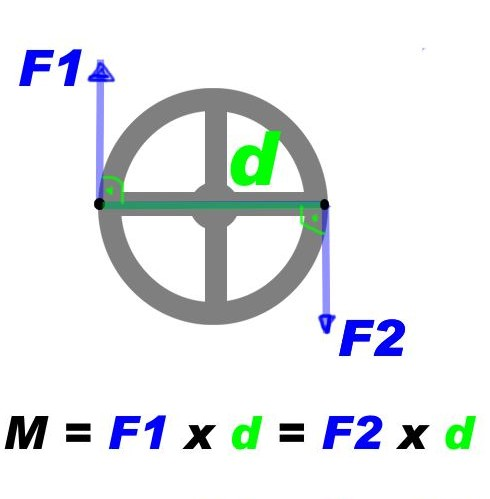 F1
d
F2
M = F1 x d = F2 x d